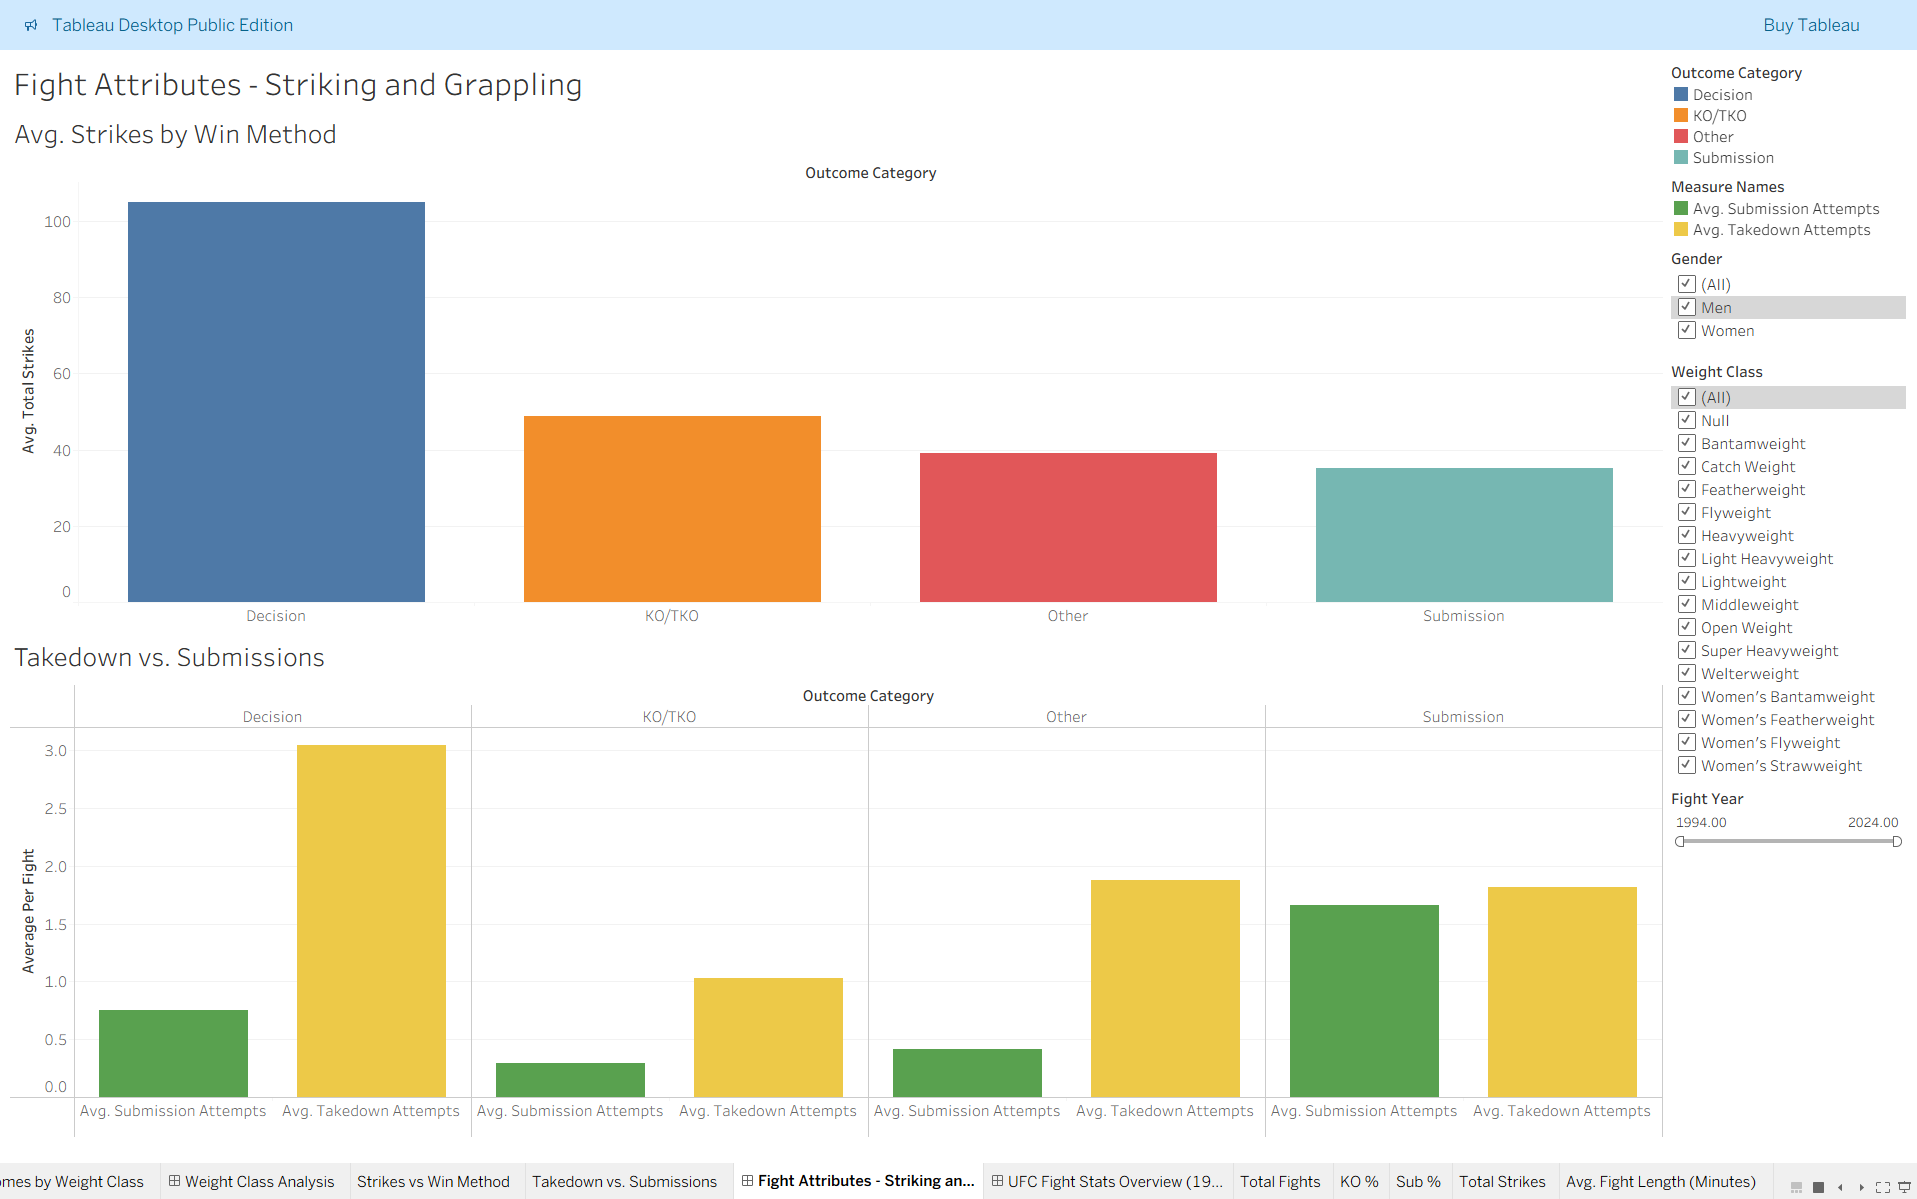 Tableau Desktop Public Edition
Buy Tableau
Fight Attributes - Striking and Grappling
Avg. Strikes by Win Method
Outcome Category
Avg. Total Strikes
100
80
60
40
20
0
Decision
KO/TKO
Other
Submission
Takedown vs. Submissions
Outcome Category
Decision
KO/TKO
Other
Submission
Average Per Fight
3.0
2.5
2.0
1.5
1.0
0.5
0.0
Avg. Submission Attempts
Avg. Takedown Attempts
Avg. Submission Attempts
Avg. Takedown Attempts
Avg. Submission Attempts
Avg. Takedown Attempts
Avg. Submission Attempts
Avg. Takedown Attempts
Outcome Category
Decision
KO/TKO
Other
Submission
Measure Names
Avg. Submission Attempts
Avg. Takedown Attempts
Gender
(All)
Men
Women
Weight Class
(All)
Null
Bantamweight
Catch Weight
Featherweight
Flyweight
Heavyweight
Light Heavyweight
Lightweight
Middleweight
Open Weight
Super Heavyweight
Welterweight
Women's Bantamweight
Women's Featherweight
Women's Flyweight
Women's Strawweight
Fight Year
1994.00
2024.00
omes by Weight Class
Weight Class Analysis
Strikes vs Win Method
Takedown vs. Submissions
Fight Attributes - Striking an...
UFC Fight Stats Overview (19...
Total Fights
KO %
Sub %
Total Strikes
Avg. Fight Length (Minutes)